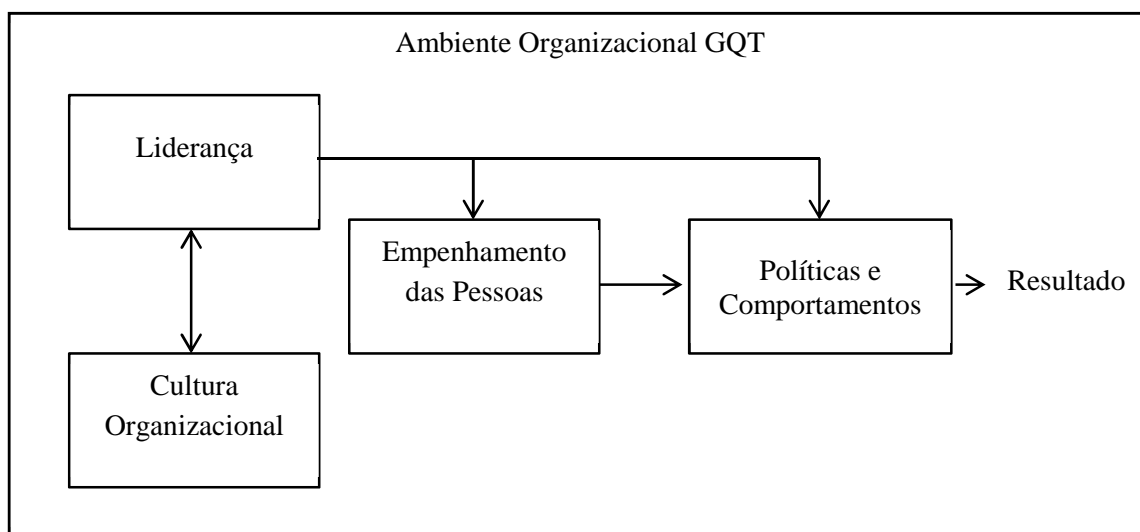 Ambiente Organizacional GQT
Liderança
Empenhamento
das Pessoas
Políticas e
Comportamentos
Resultado
Cultura
Organizacional